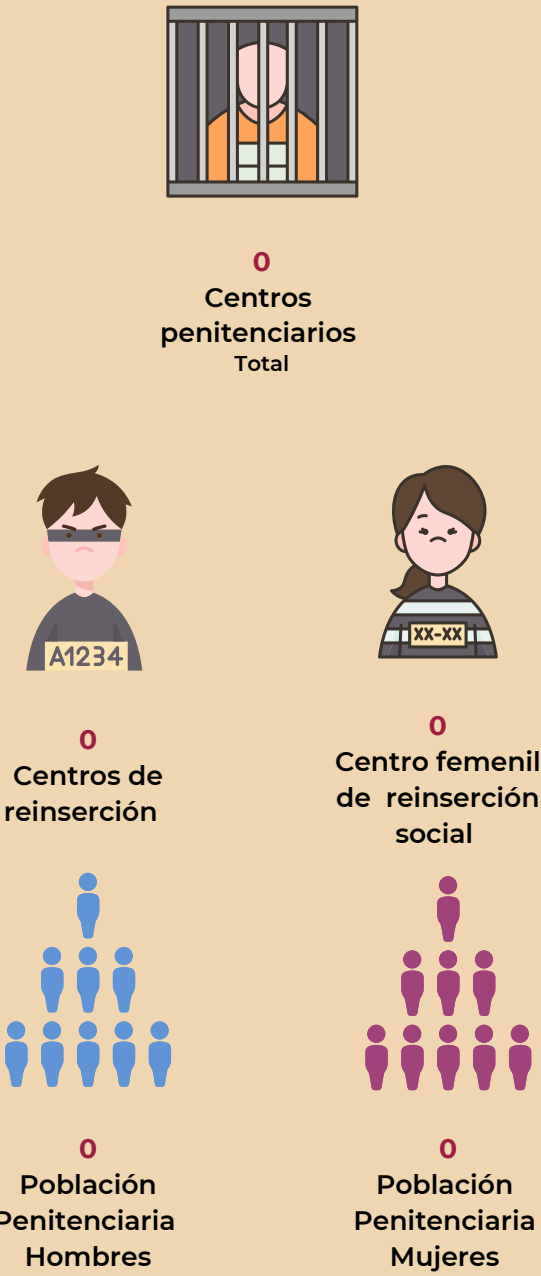 0
Centros
penitenciarios
Total
A1234
XX-XX
0
Centros de
reinserción
0
Centro femenil
de reinserción
social
0
Población
Penitenciaria
Hombres
0
Población
Penitenciaria
Mujeres